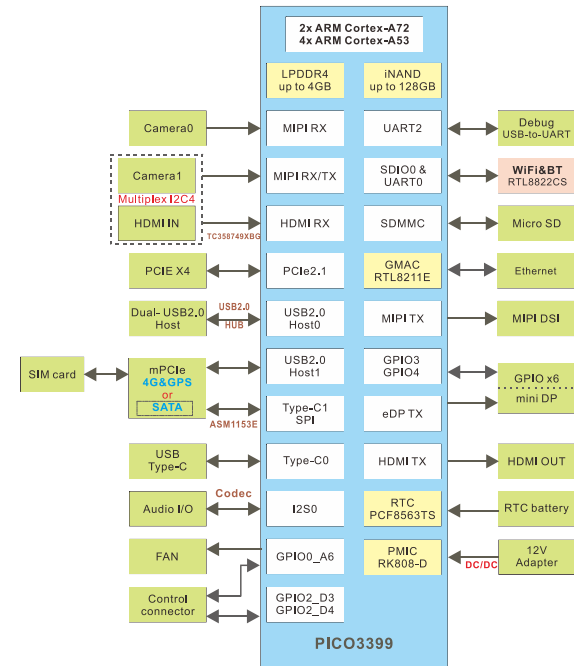 2x ARM Cortex-A72
4x ARM Cortex-A53
LPDDR4
up to 4GB
iNAND
up to 128GB
Camera0
MIPI RX
UART2
Debug
USB-to-UART
Camera1
MIPI RX/TX
SDIO0 &
UART0
WiFi&BT
RTL8822CS
Multiplex I2C4
HDMI IN
TC358749XBG
HDMI RX
SDMMC
Micro SD
PCIE X4
PCIe2.1
GMAC
RTL8211E
Ethernet
Dual- USB2.0
Host
USB2.0
HUB
USB2.0
Host0
MIPI TX
MIPI DSI
SIM card
mPCIe
4G&GPS
or
SATA
USB2.0
Host1
GPIO3
GPIO4
GPIO x6
mini DP
ASM1153E
Type-C1
SPI
eDP TX
USB
Type-C
Type-C0
HDMI TX
HDMI OUT
Audio I/O
Codec
I2S0
RTC
PCF8563TS
RTC battery
FAN
GPIO0_A6
PMIC
RK808-D
DC/DC
12V
Adapter
Control
connector
GPIO2_D3
GPIO2_D4
PICO3399